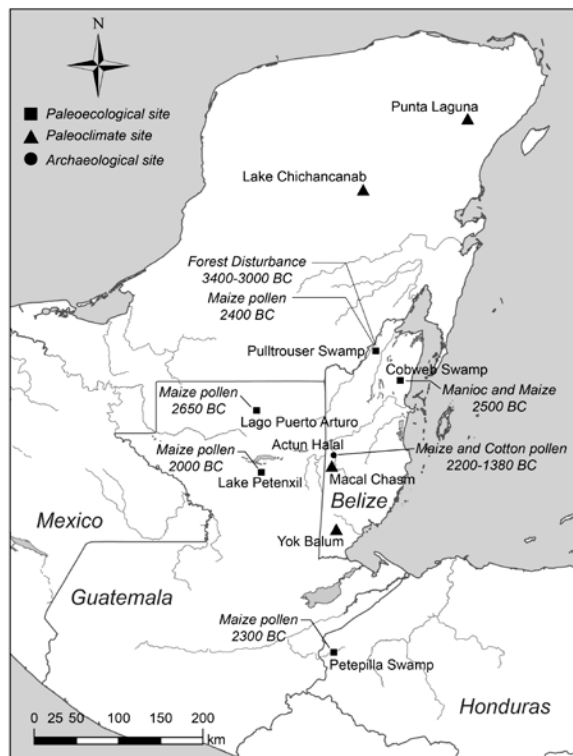 N
Paleoecological site
Paleoclimate site
Archaeological site
Punta Laguna
Lake Chichancanab
Forest Disturbance
3400-3000 BC
Maize pollen
2400 BC
Pulltrouser Swamp
Cobweb Swamp
Manioc and Maize
2500 BC
Maize pollen
2650 BC
Lago Puerto Arturo
Actun Halal
Maize and Cotton pollen
2200-1380 BC
Maize pollen
2000 BC
Lake Petenxil
Macal Chasm
Belize
Mexico
Yok Balum
Guatemala
Maize pollen
2300 BC
Petepilla Swamp
Honduras
0 25 50 100 150 200
km